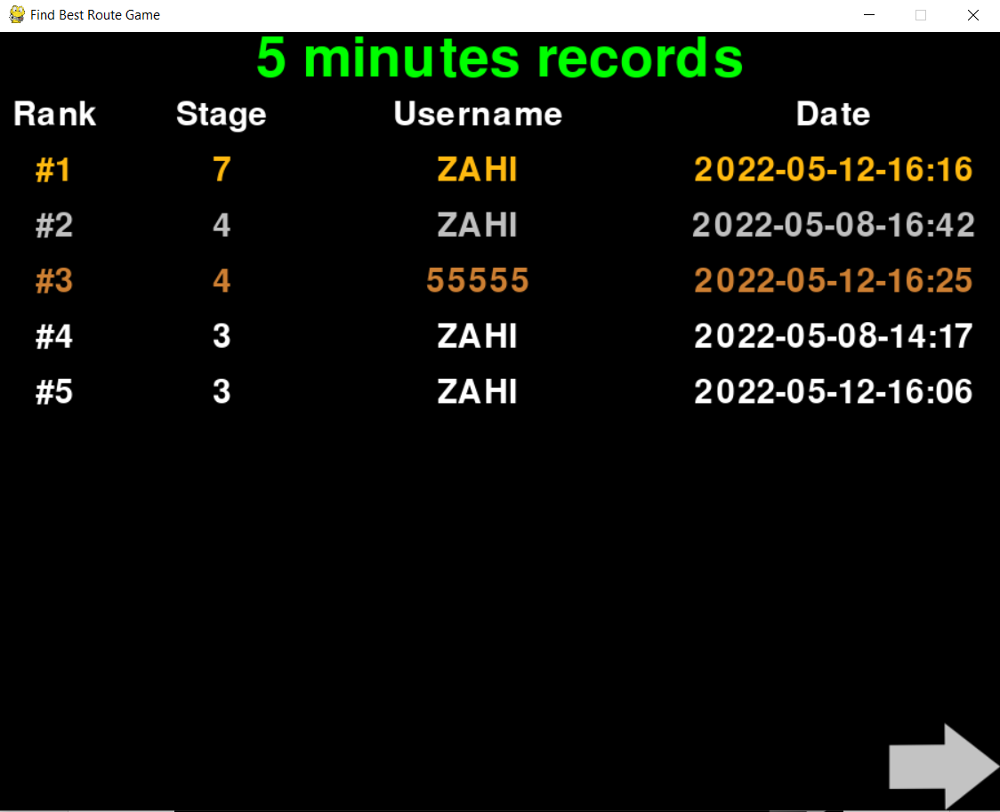 Find Best Route Game
5 minutes records
Rank Stage Username Date
#1 7 ZAHI 2022-05-12-16:16
#2 4 ZAHI 2022-05-08-16:42
#3 4 55555 2022-05-12-16:25
#4 3 ZAHI 2022-05-08-14:17
#5 3 ZAHI 2022-05-12-16:06